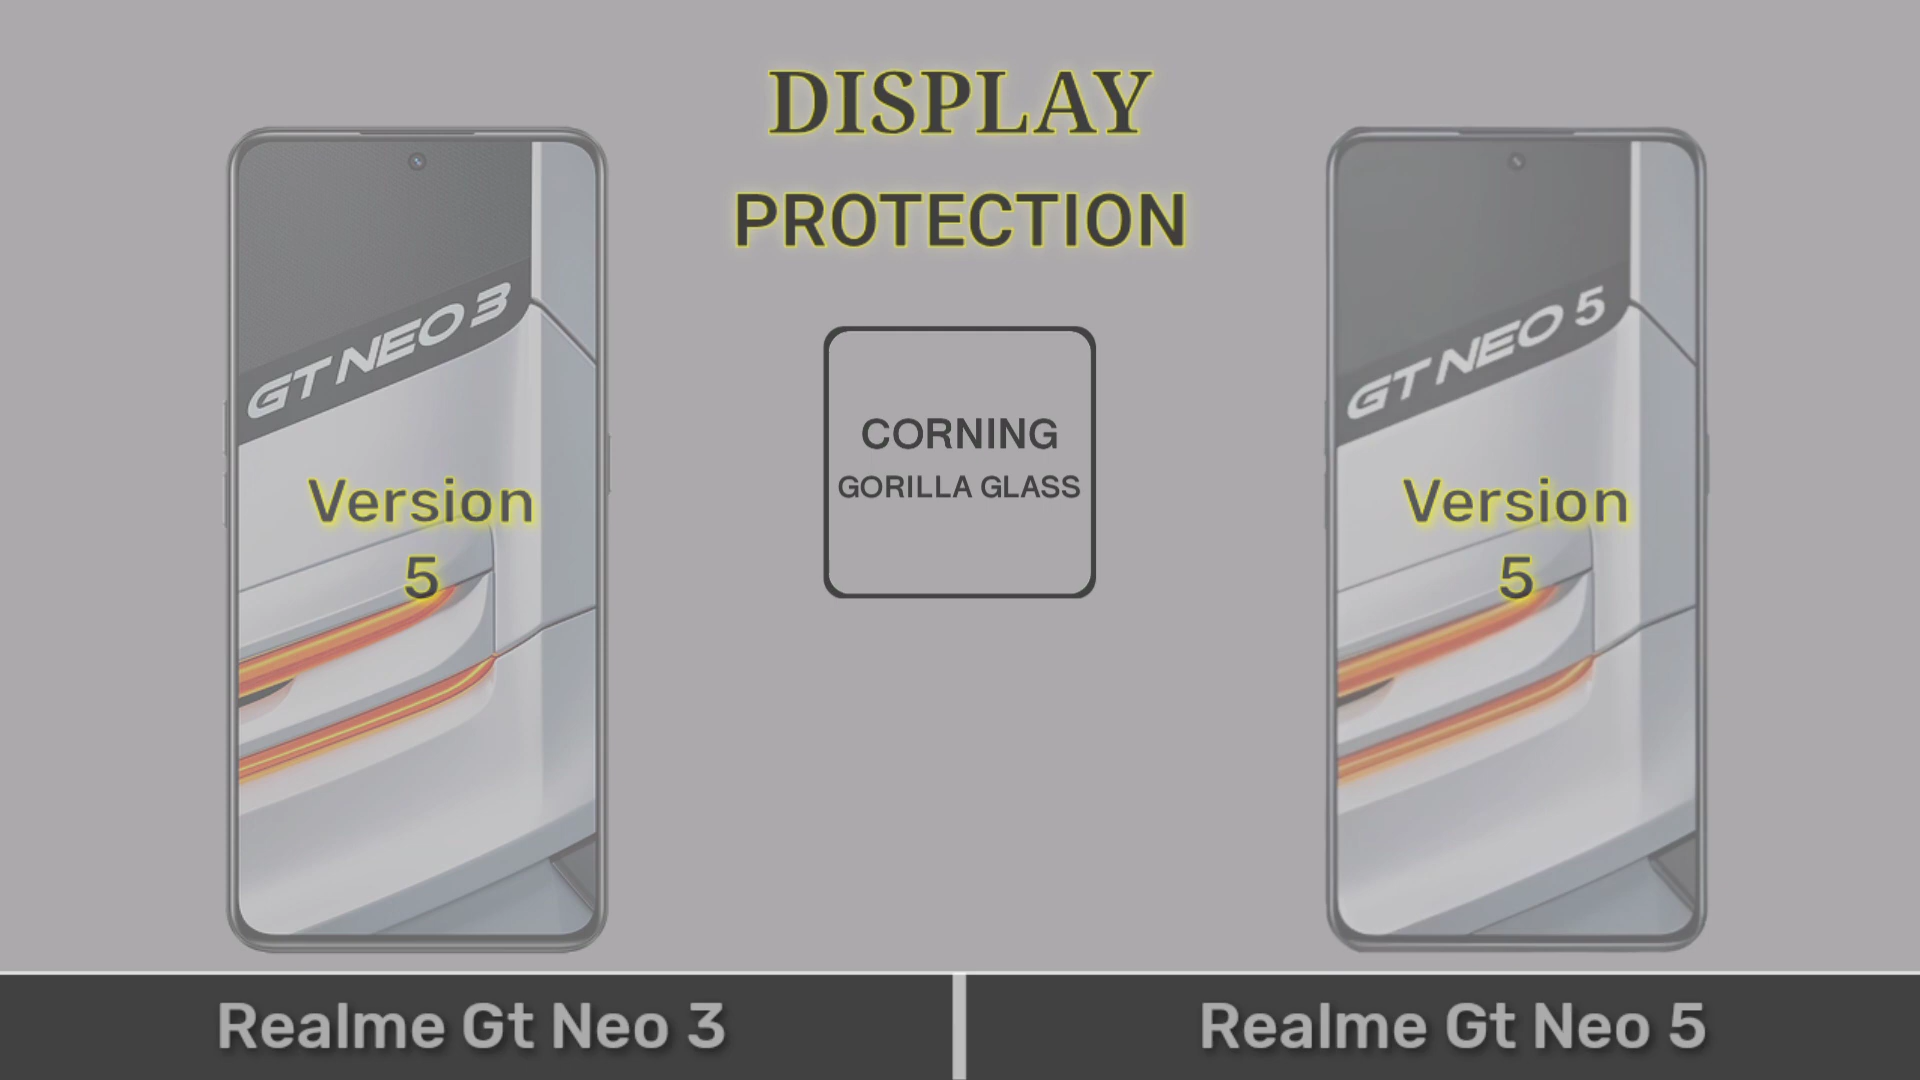 DISPLAY
PROTECTION
GT NEO 3
Version
5
CORNING
GORILLA GLASS
GT NEO 5
Version
5
Realme Gt Neo 3
Realme Gt Neo 5